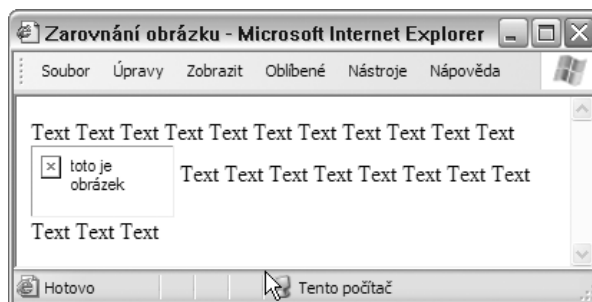 Zarovnání obrázku - Microsoft Internet Explorer
Soubor Úpravy Zobrazit Oblíbené Nástroje Nápověda
Text Text Text Text Text Text Text Text Text Text Text
toto je
obrázek
Text Text Text Text Text Text Text Text
Text Text Text
Hotovo Tento počítač